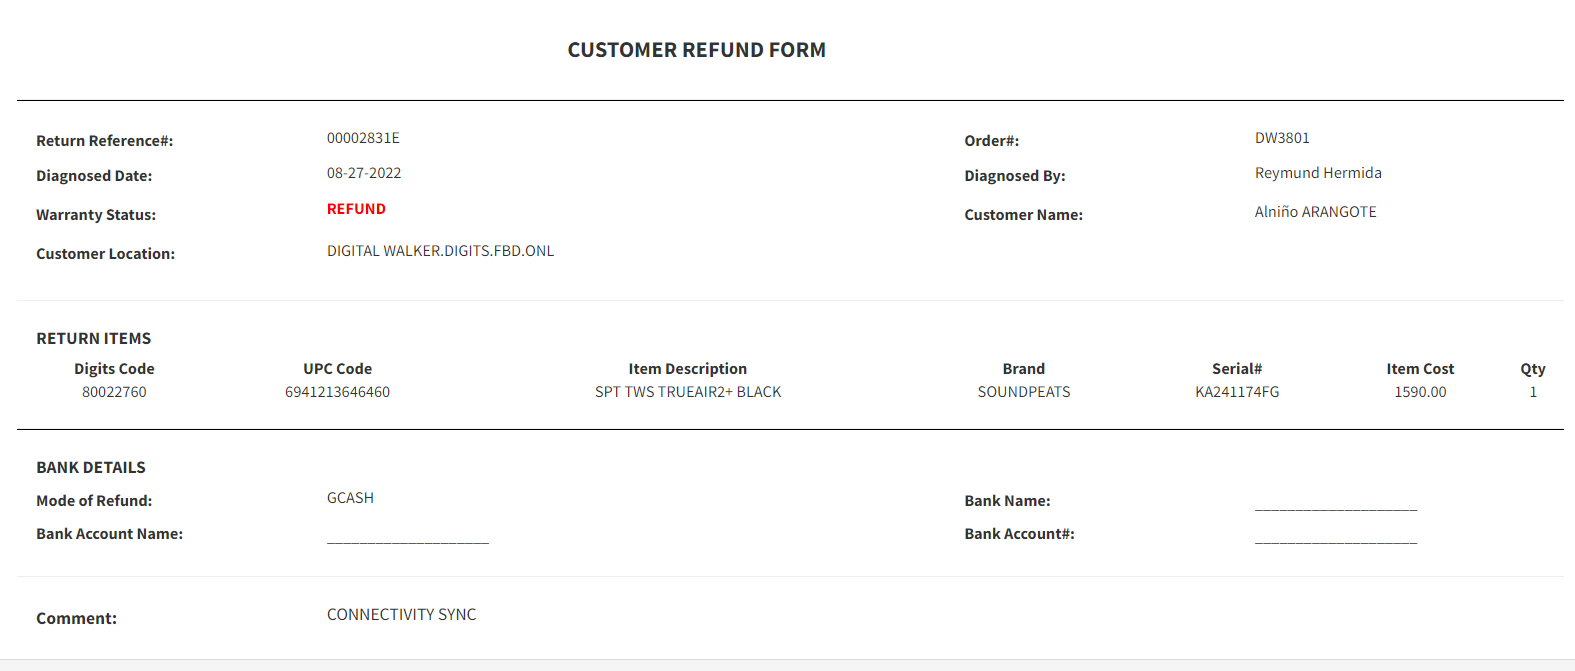 CUSTOMER REFUND FORM
Return Reference#: 00002831E Order#: DW3801
Diagnosed Date: 08-27-2022 Diagnosed By: Reymund Hermida
Warranty Status: REFUND Customer Name: Alniño ARANGOTE
Customer Location: DIGITAL WALKER.DIGITS.FBD.ONL
RETURN ITEMS
Digits Code UPC Code Item Description Brand Serial# Item Cost Qty
80022760 6941213646460 SPT TWS TRUEAIR2+ BLACK SOUNDPEATS KA241174FG 1590.00 1
BANK DETAILS
Mode of Refund: GCASH Bank Name: ____________________
Bank Account Name: ____________________ Bank Account#: ____________________
Comment: CONNECTIVITY SYNC